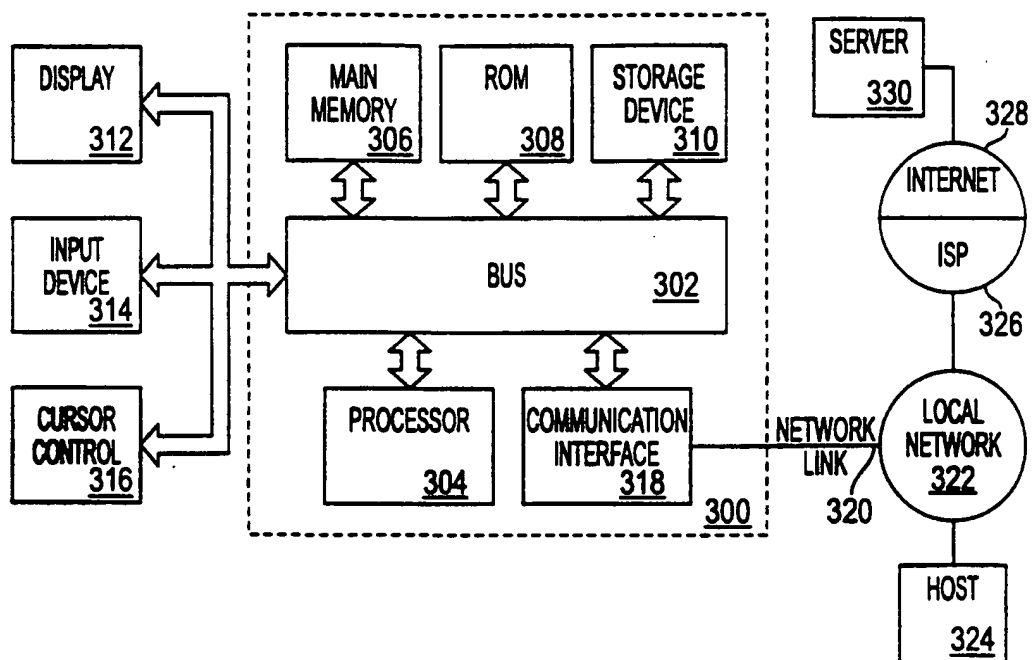 DISPLAY
312
INPUT
DEVICE
314
CURSOR
CONTROL
316
MAIN
MEMORY
306
ROM
308
STORAGE
DEVICE
310
BUS
302
PROCESSOR
304
COMMUNICATION
INTERFACE
318
300
SERVER
330
328
INTERNET
ISP
326
NETWORK
LINK
320
LOCAL
NETWORK
322
HOST
324